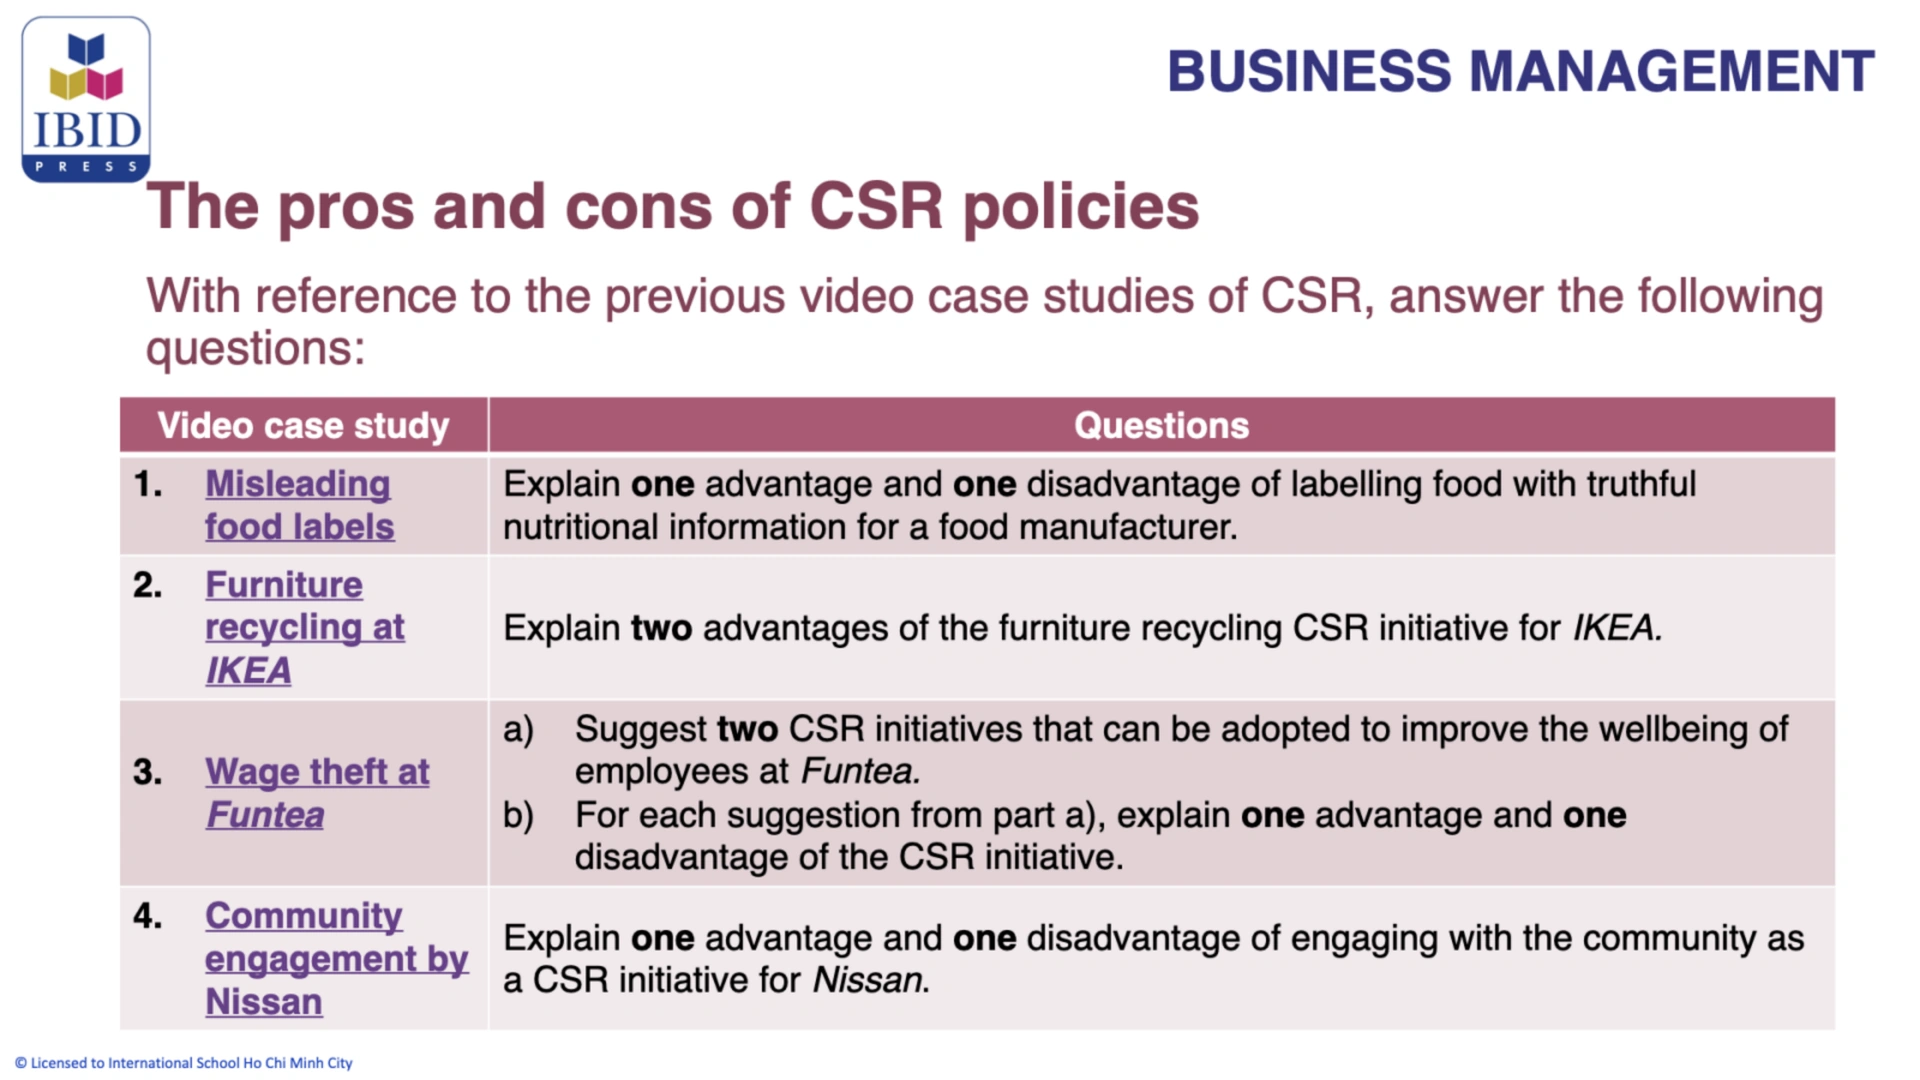 IBID
PRESS
BUSINESS MANAGEMENT
The pros and cons of CSR policies
With reference to the previous video case studies of CSR, answer the following
questions:
Video case study
Questions
1. Misleading
food labels
Explain one advantage and one disadvantage of labelling food with truthful
nutritional information for a food manufacturer.
2. Furniture
recycling at
IKEA
Explain two advantages of the furniture recycling CSR initiative for IKEA.
3. Wage theft at
Funtea
a) Suggest two CSR initiatives that can be adopted to improve the wellbeing of
employees at Funtea.
b) For each suggestion from part a), explain one advantage and one
disadvantage of the CSR initiative.
4. Community
engagement by
Nissan
Explain one advantage and one disadvantage of engaging with the community as
a CSR initiative for Nissan.
© Licensed to International School Ho Chi Minh City